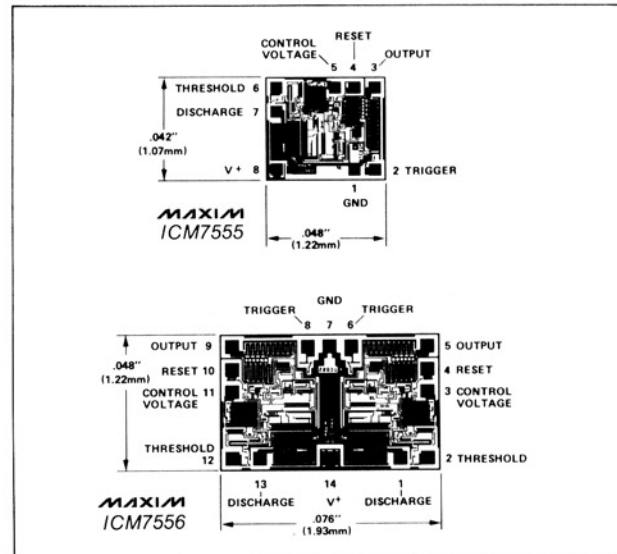 RESET
CONTROL
VOLTAGE
5 4 3 OUTPUT
THRESHOLD 6
DISCHARGE 7
.042"
(1.07mm)
V+ 8
2 TRIGGER
1
GND
MAXIM
ICM7555
.048"
(1.22mm)
GND
TRIGGER TRIGGER
8 7 6
OUTPUT 9
5 OUTPUT
.048"
(1.22mm)
RESET 10
4 RESET
CONTROL 11
VOLTAGE
3 CONTROL
VOLTAGE
THRESHOLD
12
2 THRESHOLD
13 14 1
DISCHARGE V+ DISCHARGE
MAXIM
ICM7556
.076"
(1.93mm)